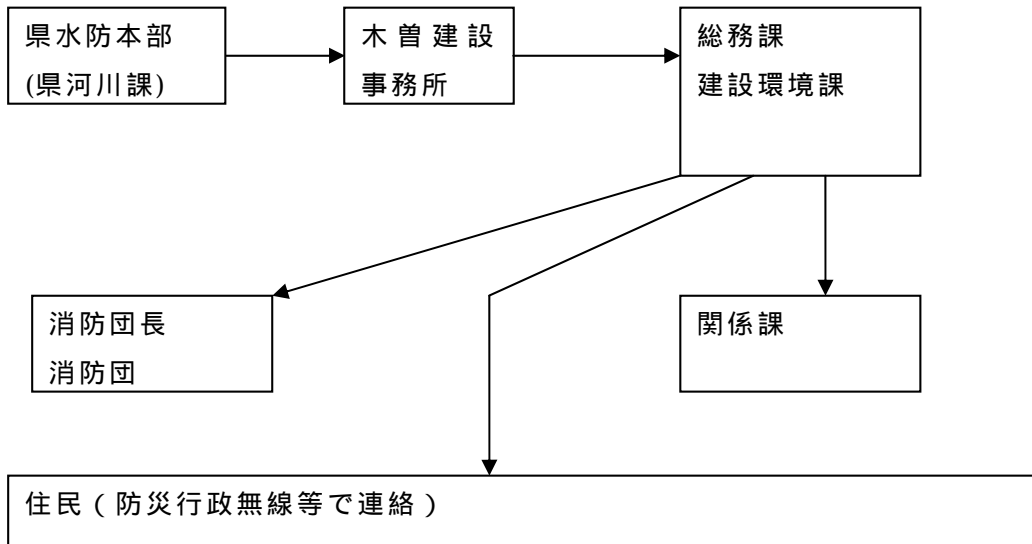 県水防本部
(県河川課)
木曽建設
事務所
総務課
建設環境課
消防団長
消防団
関係課
住民（防災行政無線等で連絡）